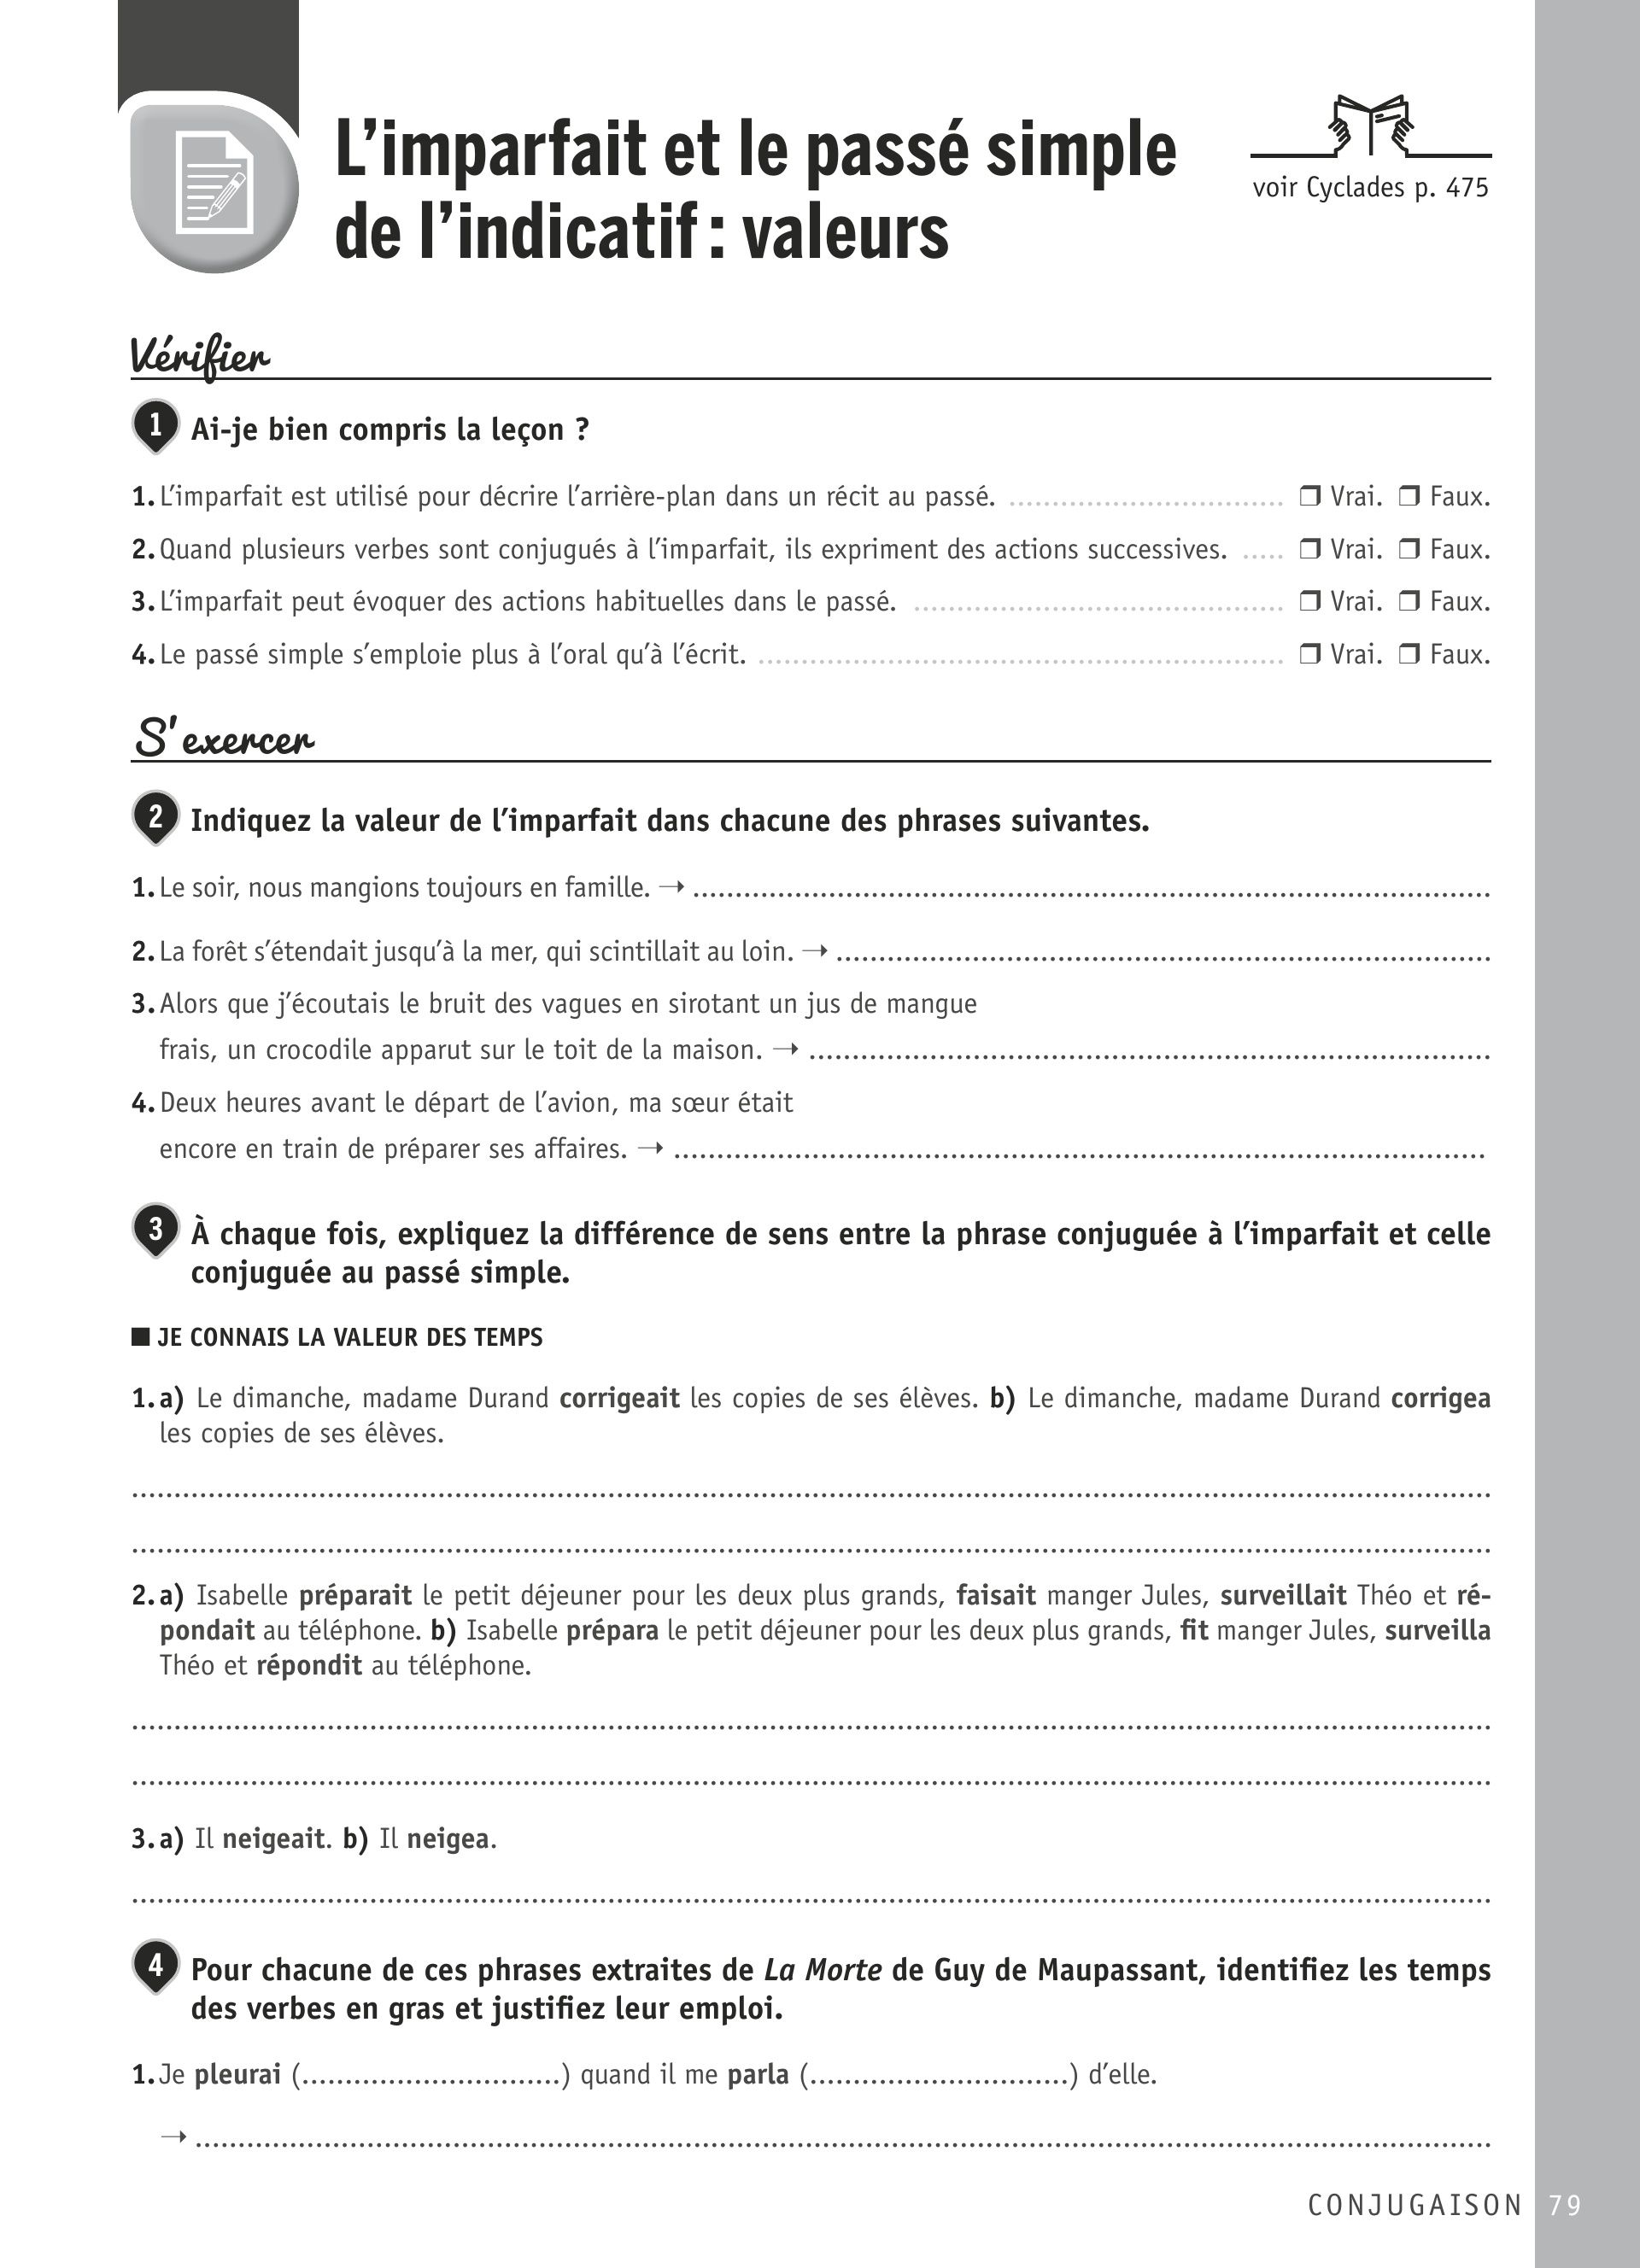 L’imparfait et le passé simple
de l’indicatif : valeurs
voir Cyclades p. 475
Vérifier
1 Ai-je bien compris la leçon ?
1. L’imparfait est utilisé pour décrire l’arrière-plan dans un récit au passé. ................................ ❒ Vrai. ❒ Faux.
2. Quand plusieurs verbes sont conjugués à l’imparfait, ils expriment des actions successives. ..... ❒ Vrai. ❒ Faux.
3. L’imparfait peut évoquer des actions habituelles dans le passé. ........................................... ❒ Vrai. ❒ Faux.
4. Le passé simple s’emploie plus à l’oral qu’à l’écrit. ............................................................. ❒ Vrai. ❒ Faux.
S’exercer
2 Indiquez la valeur de l’imparfait dans chacune des phrases suivantes.
1. Le soir, nous mangions toujours en famille. → ............................................................
2. La forêt s’étendait jusqu’à la mer, qui scintillait au loin. → ............................................................
3. Alors que j’écoutais le bruit des vagues en sirotant un jus de mangue
frais, un crocodile apparut sur le toit de la maison. → ............................................................
4. Deux heures avant le départ de l’avion, ma sœur était
encore en train de préparer ses affaires. → ............................................................
3 À chaque fois, expliquez la différence de sens entre la phrase conjuguée à l’imparfait et celle
conjuguée au passé simple.
■ JE CONNAIS LA VALEUR DES TEMPS
1. a) Le dimanche, madame Durand corrigeait les copies de ses élèves. b) Le dimanche, madame Durand corrigea
les copies de ses élèves.
............................................................
............................................................
2. a) Isabelle préparait le petit déjeuner pour les deux plus grands, faisait manger Jules, surveillait Théo et ré-
pondait au téléphone. b) Isabelle prépara le petit déjeuner pour les deux plus grands, fit manger Jules, surveilla
Théo et répondit au téléphone.
............................................................
............................................................
3. a) Il neigeait. b) Il neigea.
............................................................
4 Pour chacune de ces phrases extraites de La Morte de Guy de Maupassant, identifiez les temps
des verbes en gras et justifiez leur emploi.
1. Je pleurai (..............................) quand il me parla (..............................) d’elle.
→ ............................................................
CONJUGAISON 79